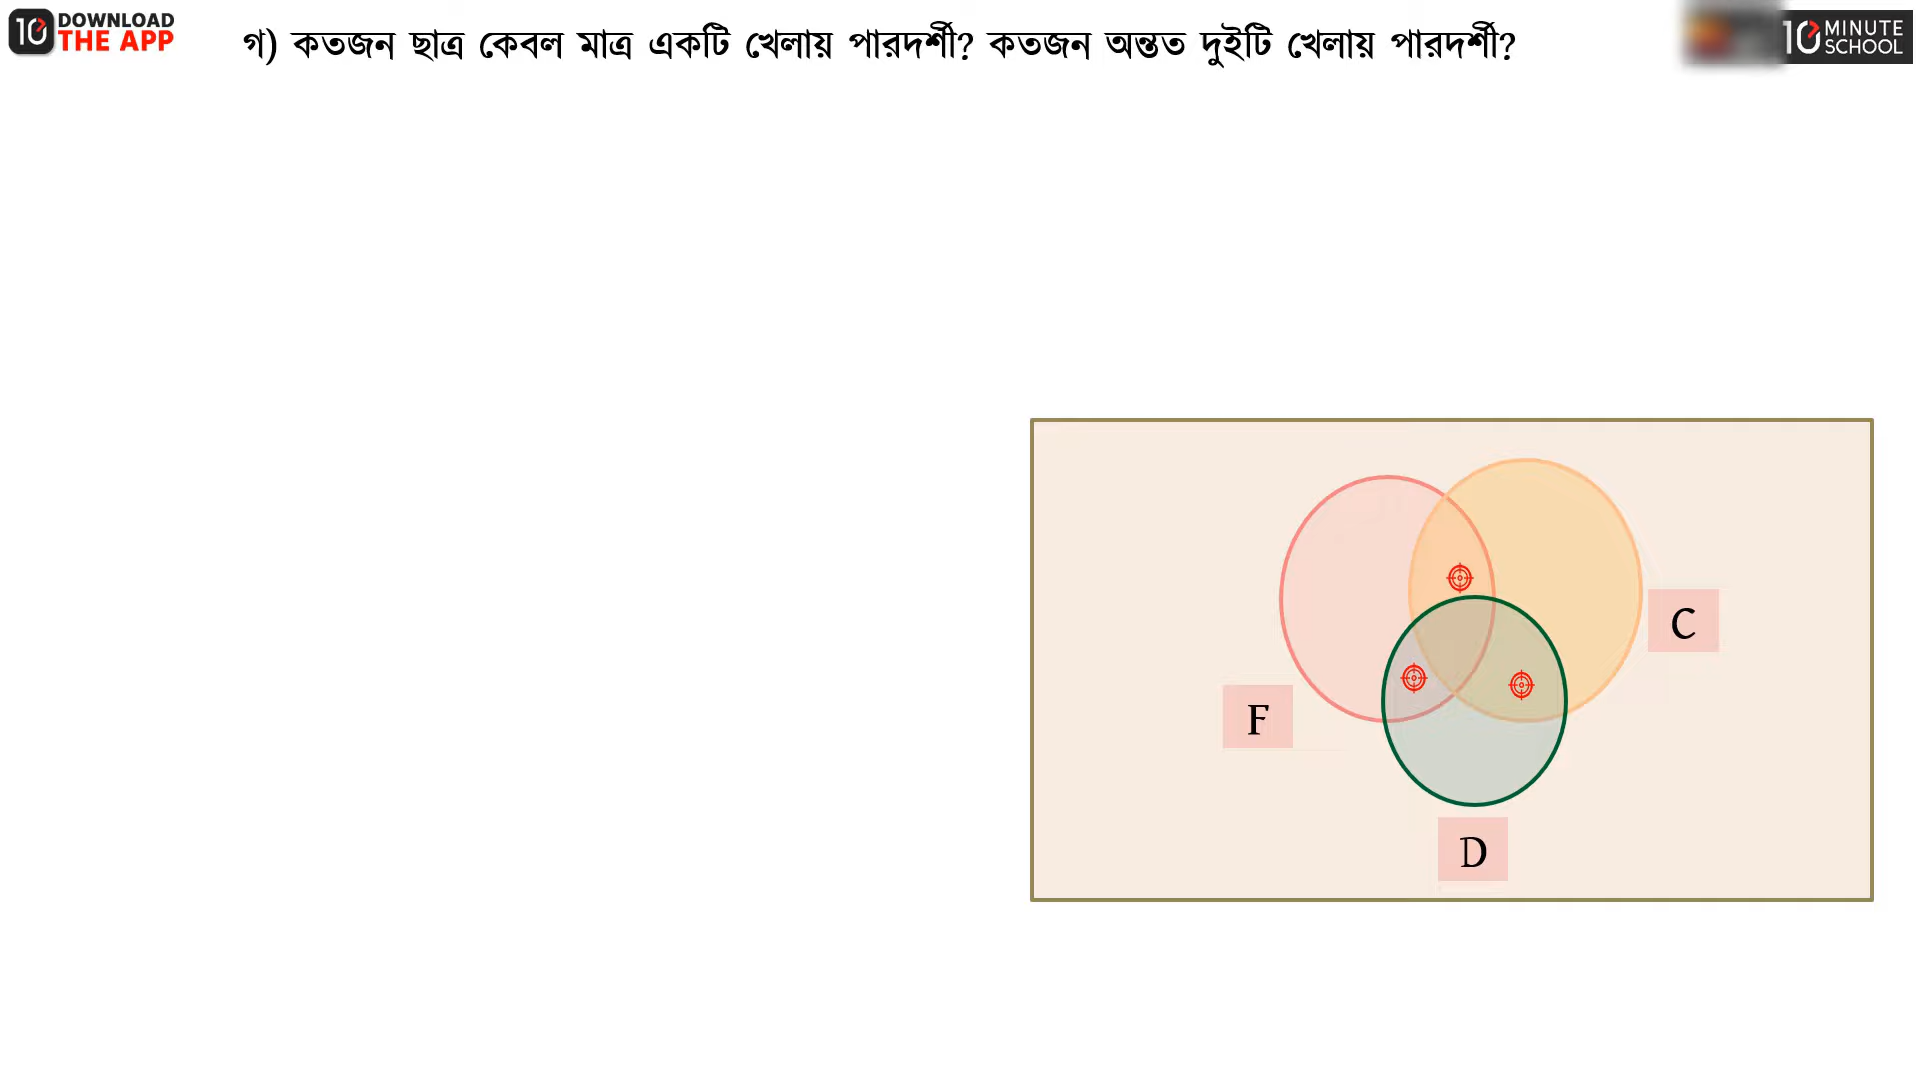 10 DOWNLOAD THE APP
গ) কতজন ছাত্র কেবল মাত্র একটি খেলায় পারদর্শী? কতজন অন্তত দুইটি খেলায় পারদর্শী?
10 MINUTE SCHOOL
C
F
D